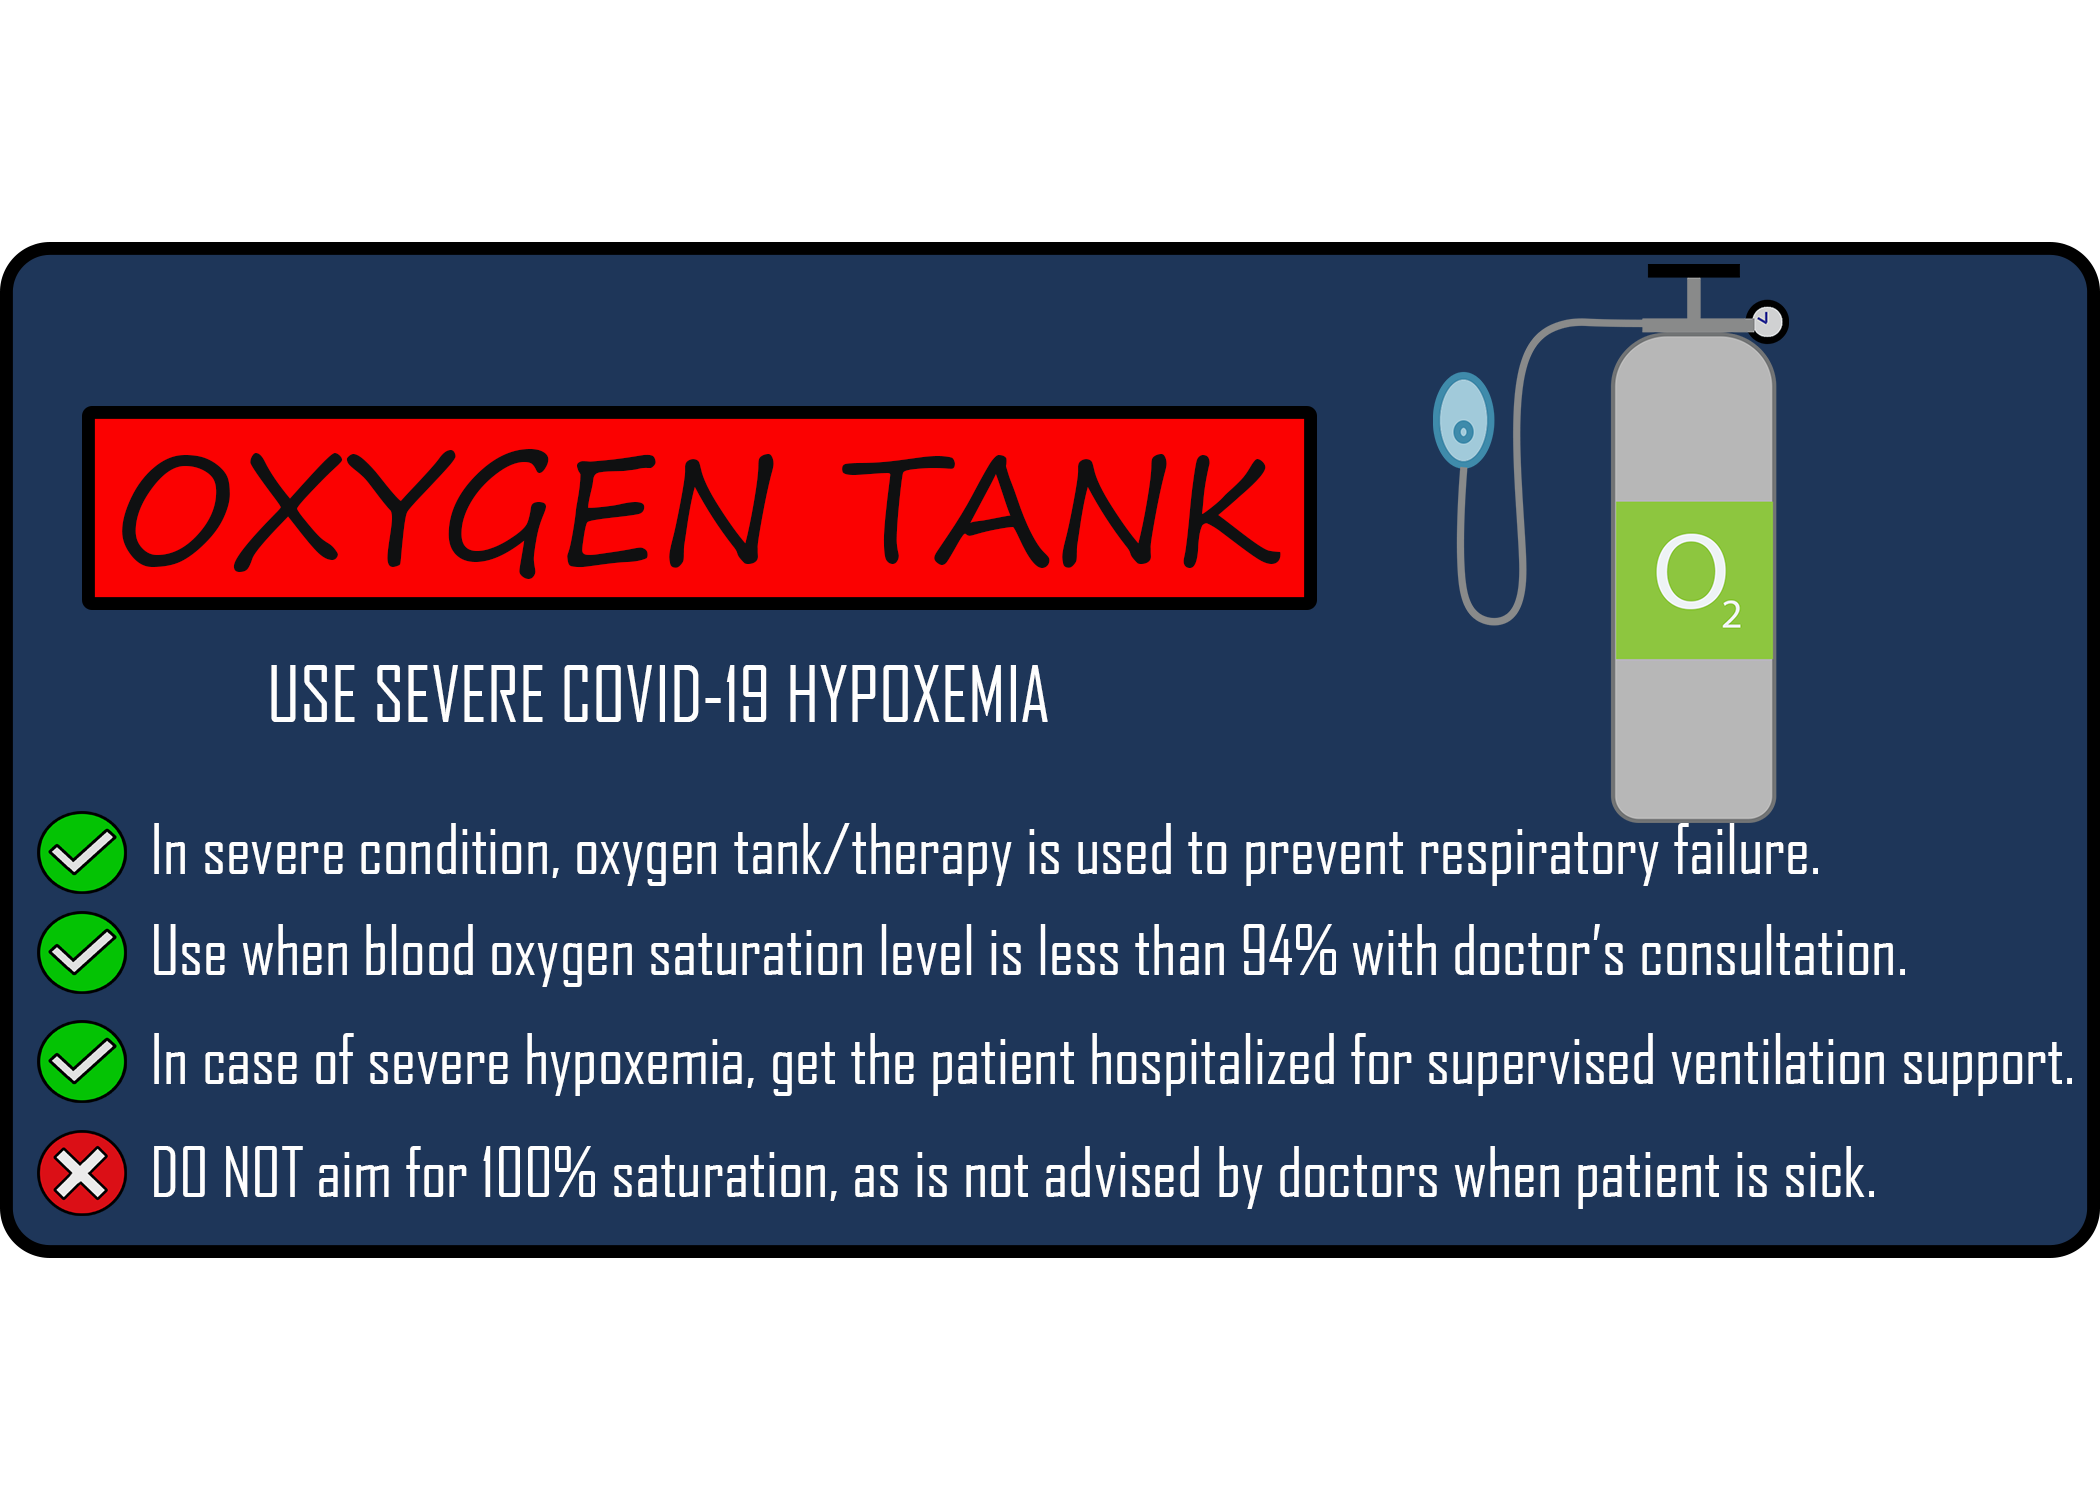 OXYGEN TANK
O2
USE SEVERE COVID-19 HYPOXEMIA
In severe condition, oxygen tank/therapy is used to prevent respiratory failure.
Use when blood oxygen saturation level is less than 94% with doctor's consultation.
In case of severe hypoxemia, get the patient hospitalized for supervised ventilation support.
DO NOT aim for 100% saturation, as is not advised by doctors when patient is sick.